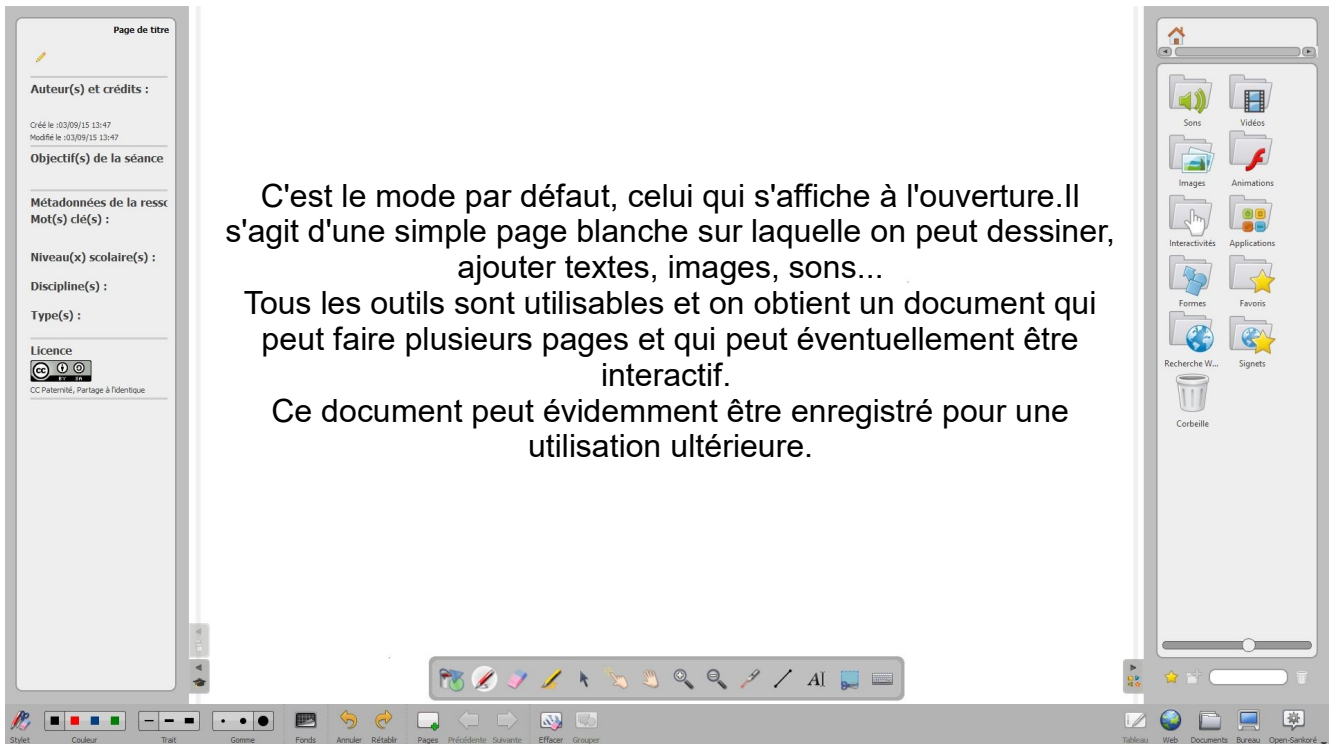 Page de titre
Auteur(s) et crédits :
Créé le :03/09/15 13:47
Modifié le :03/09/15 13:47
Objectif(s) de la séance
Métadonnées de la ressc
Mot(s) clé(s) :
Niveau(x) scolaire(s) :
Discipline(s) :
Type(s) :
Licence
cc BY SA
CC Paternité, Partage à l'identique
C'est le mode par défaut, celui qui s'affiche à l'ouverture.Il
s'agit d'une simple page blanche sur laquelle on peut dessiner,
ajouter textes, images, sons...
Tous les outils sont utilisables et on obtient un document qui
peut faire plusieurs pages et qui peut éventuellement être
interactif.
Ce document peut évidemment être enregistré pour une
utilisation ultérieure.
Sons Vidéos
Images Animations
Interactivités Applications
Formes Favoris
Recherche W... Signets
Corbeille
AI
Stylet Couleur Trait Gomme Fonds Annuler Rétablir Pages Précédente Suivante Effacer Grouper Tableau Web Documents Bureau Open-Sankoré